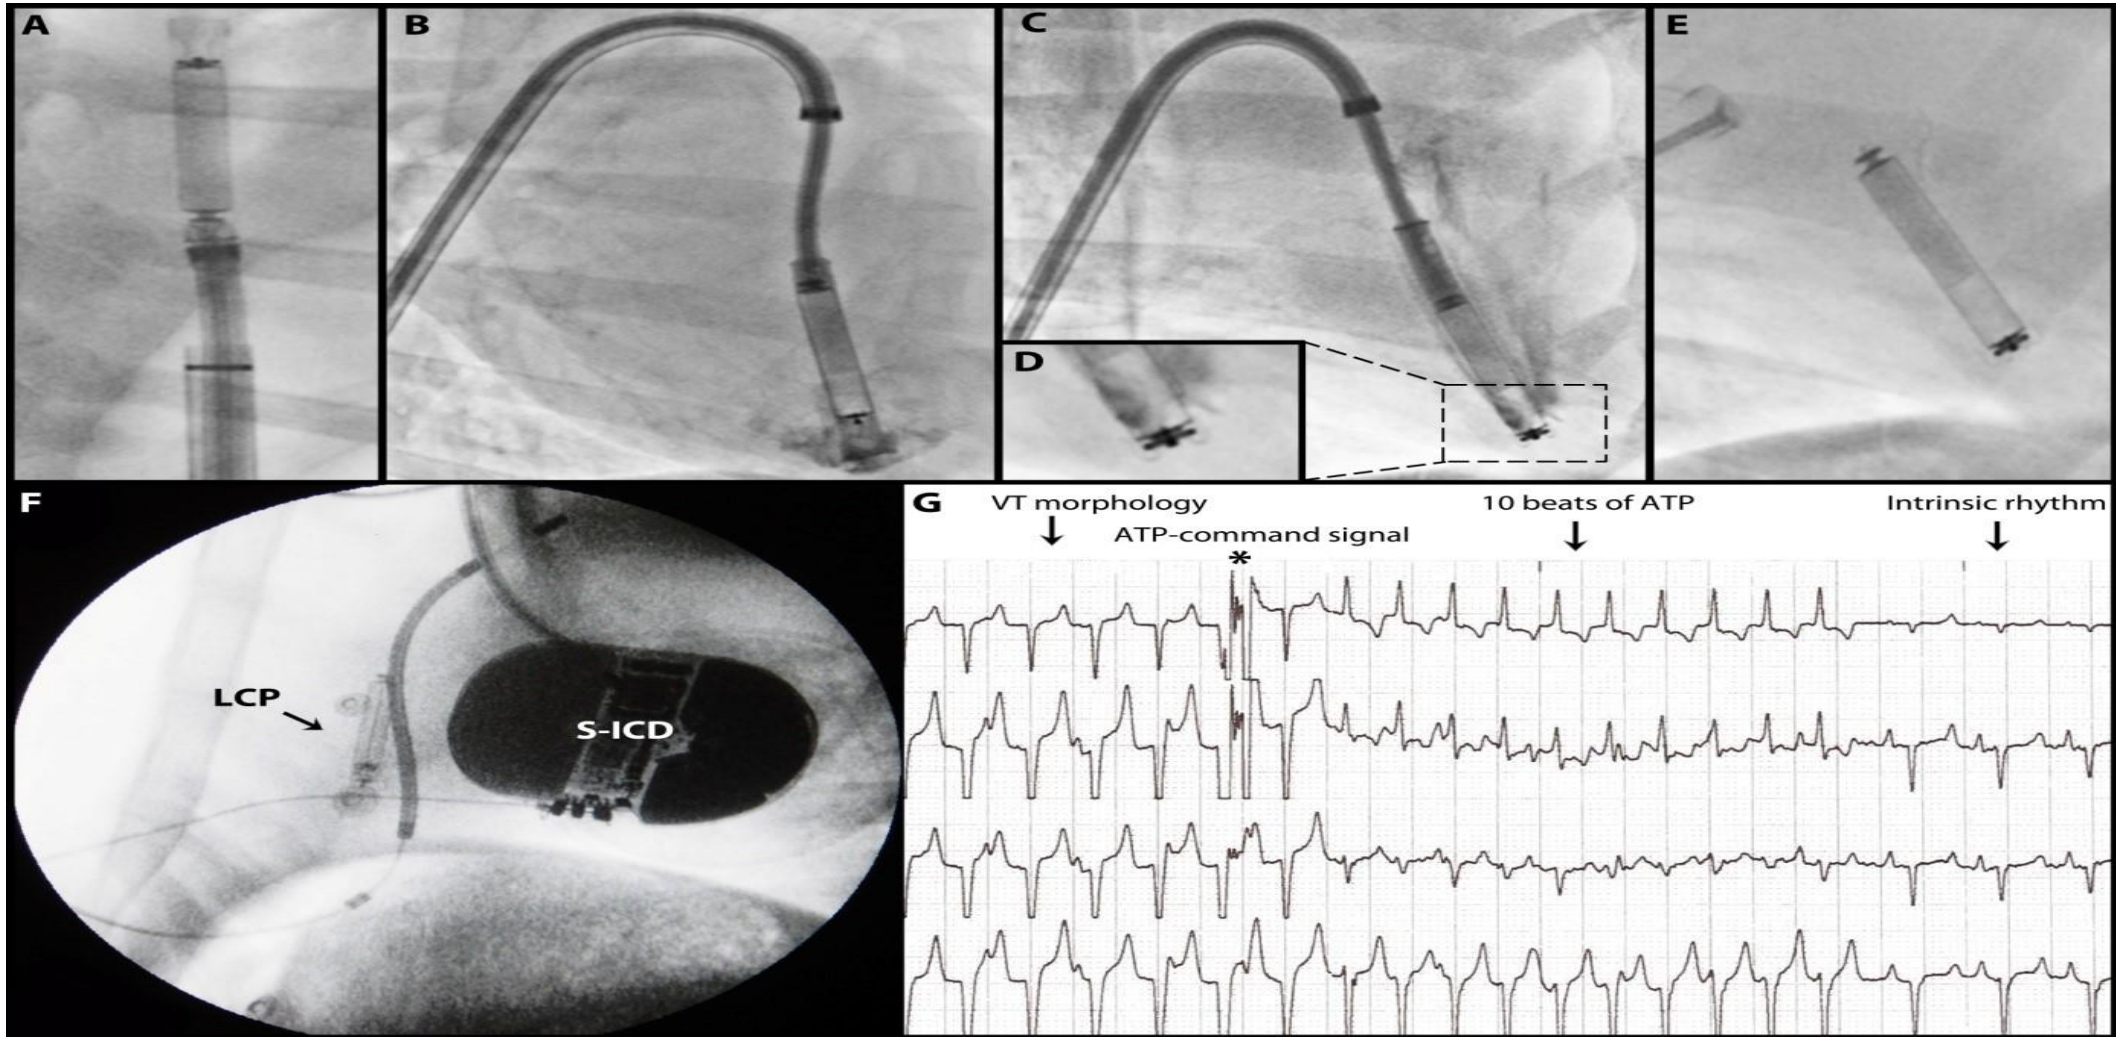 A
B
C
E
D
F
LCP
S-ICD
G
VT morphology
10 beats of ATP
Intrinsic rhythm
ATP-command signal
*